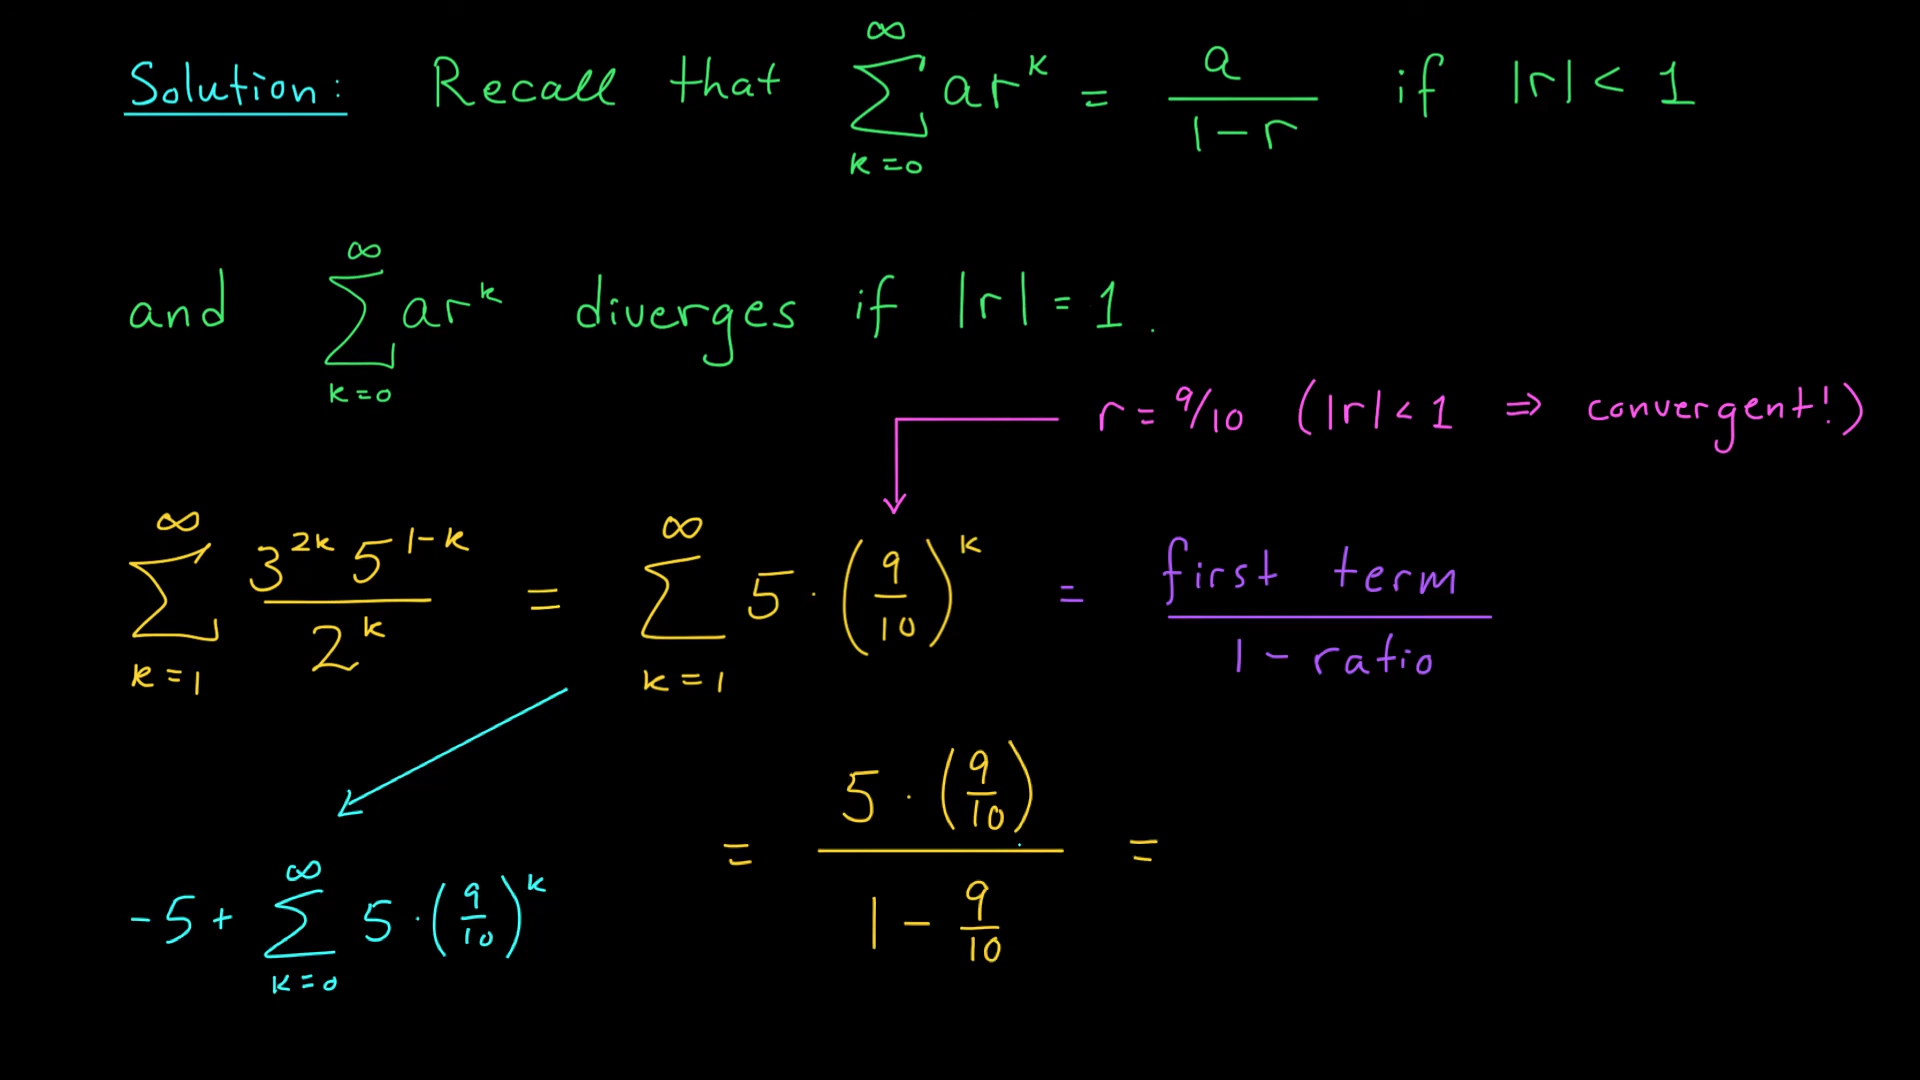 Solution: Recall that ∑_{k=0}^{∞} ar^k = a/(1-r) if |r| < 1
and ∑_{k=0}^{∞} ar^k diverges if |r| = 1.
r = 9/10 (|r| < 1 ⇒ convergent!)
∑_{k=1}^{∞} 3^{2k} 5^{1-k} / 2^k = ∑_{k=1}^{∞} 5 · (9/10)^k = first term / 1 - ratio
= 5 · (9/10) / (1 - 9/10) =
-5 + ∑_{k=0}^{∞} 5 · (9/10)^k